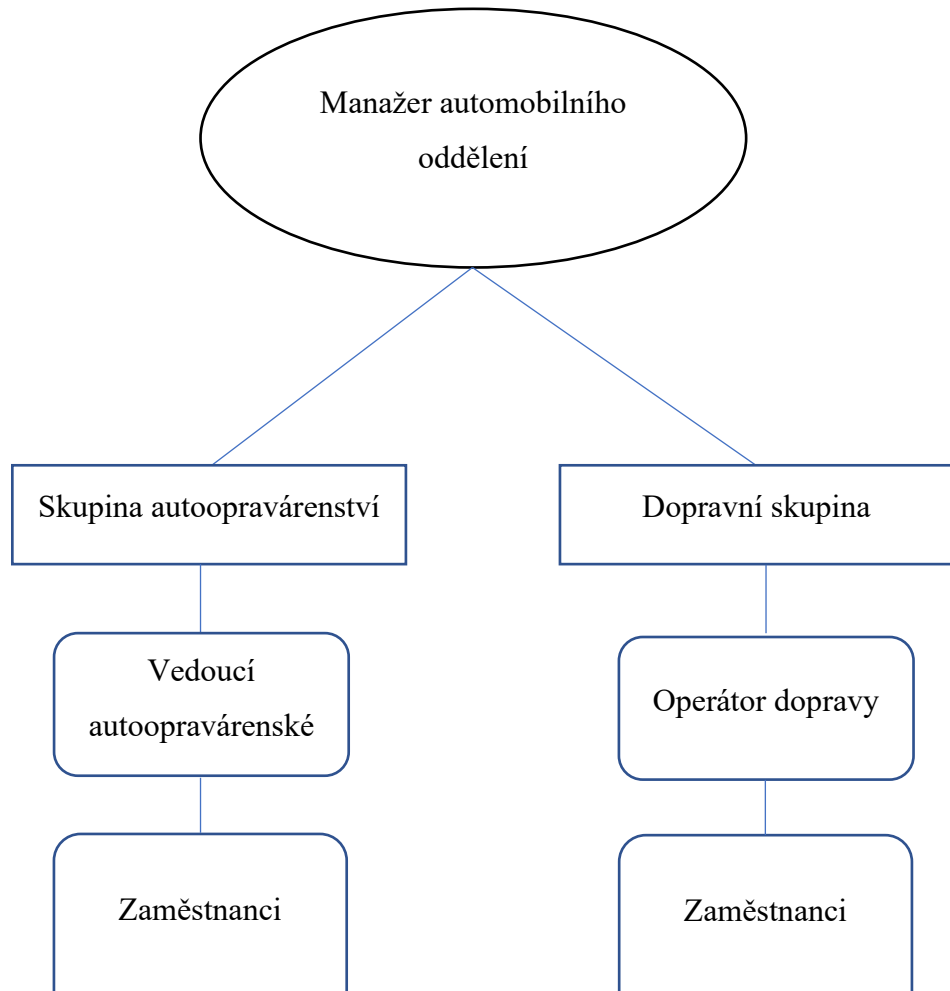 Manažer automobilního
oddělení
Skupina autoopravárenství
Dopravní skupina
Vedoucí
autoopravárenské
Operátor dopravy
Zaměstnanci
Zaměstnanci